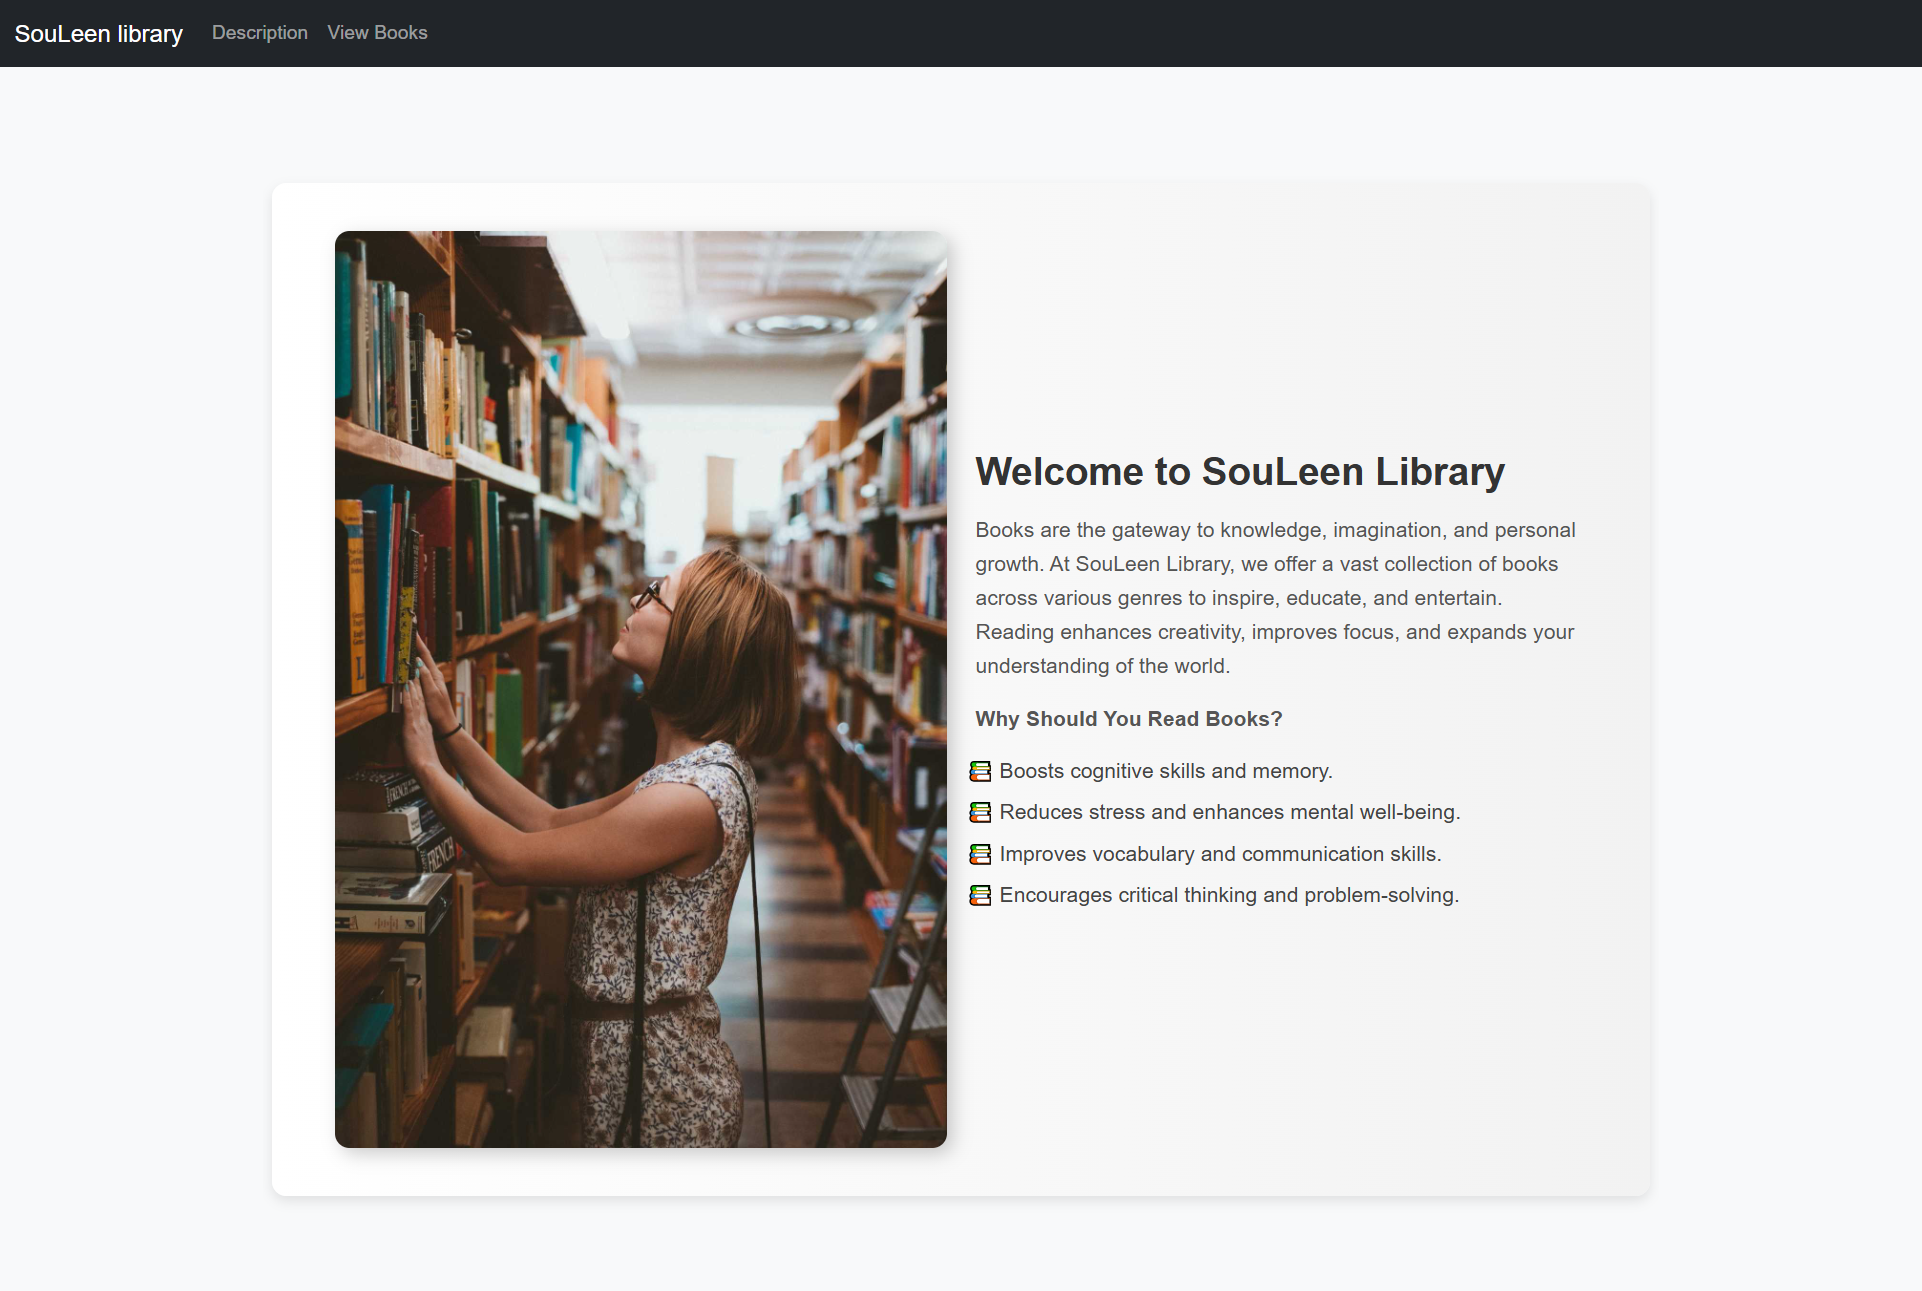 SouLeen library
Description
View Books
Welcome to SouLeen Library
Books are the gateway to knowledge, imagination, and personal
growth. At SouLeen Library, we offer a vast collection of books
across various genres to inspire, educate, and entertain.
Reading enhances creativity, improves focus, and expands your
understanding of the world.
Why Should You Read Books?
Boosts cognitive skills and memory.
Reduces stress and enhances mental well-being.
Improves vocabulary and communication skills.
Encourages critical thinking and problem-solving.
FRENCH